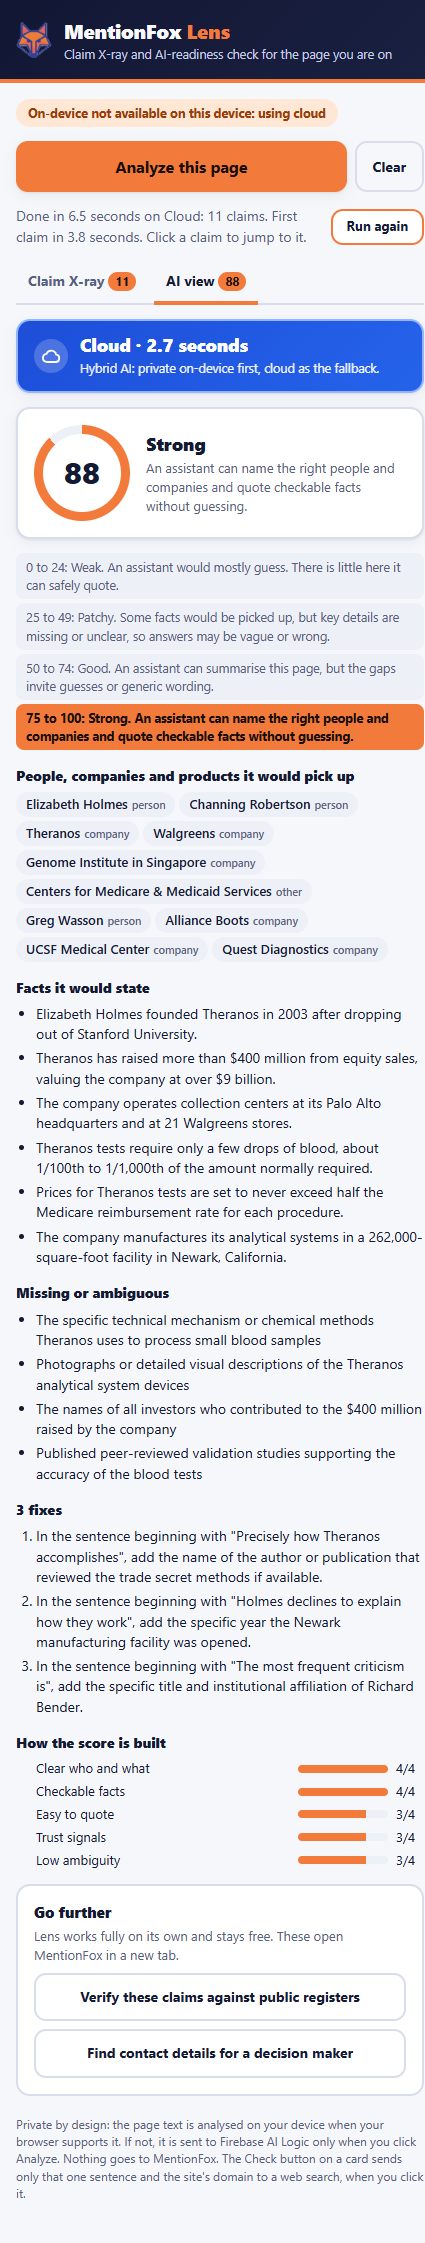 MentionFox Lens
Claim X-ray and AI-readiness check for the page you are on
On-device not available on this device: using cloud
Analyze this page
Clear
Done in 6.5 seconds on Cloud: 11 claims. First
claim in 3.8 seconds. Click a claim to jump to it.
Run again
Claim X-ray 11
AI view 88
Cloud · 2.7 seconds
Hybrid AI: private on-device first, cloud as the fallback.
88
Strong
An assistant can name the right people and
companies and quote checkable facts
without guessing.
0 to 24: Weak. An assistant would mostly guess. There is little here it
can safely quote.
25 to 49: Patchy. Some facts would be picked up, but key details are
missing or unclear, so answers may be vague or wrong.
50 to 74: Good. An assistant can summarise this page, but the gaps
invite guesses or generic wording.
75 to 100: Strong. An assistant can name the right people and
companies and quote checkable facts without guessing.
People, companies and products it would pick up
Elizabeth Holmes person
Channing Robertson person
Theranos company
Walgreens company
Genome Institute in Singapore company
Centers for Medicare & Medicaid Services other
Greg Wasson person
Alliance Boots company
UCSF Medical Center company
Quest Diagnostics company
Facts it would state
• Elizabeth Holmes founded Theranos in 2003 after dropping
out of Stanford University.
• Theranos has raised more than $400 million from equity sales,
valuing the company at over $9 billion.
• The company operates collection centers at its Palo Alto
headquarters and at 21 Walgreens stores.
• Theranos tests require only a few drops of blood, about
1/100th to 1/1,000th of the amount normally required.
• Prices for Theranos tests are set to never exceed half the
Medicare reimbursement rate for each procedure.
• The company manufactures its analytical systems in a 262,000-
square-foot facility in Newark, California.
Missing or ambiguous
• The specific technical mechanism or chemical methods
Theranos uses to process small blood samples
• Photographs or detailed visual descriptions of the Theranos
analytical system devices
• The names of all investors who contributed to the $400 million
raised by the company
• Published peer-reviewed validation studies supporting the
accuracy of the blood tests
3 fixes
1. In the sentence beginning with "Precisely how Theranos
accomplishes", add the name of the author or publication that
reviewed the trade secret methods if available.
2. In the sentence beginning with "Holmes declines to explain
how they work", add the specific year the Newark
manufacturing facility was opened.
3. In the sentence beginning with "The most frequent criticism
is", add the specific title and institutional affiliation of Richard
Bender.
How the score is built
Clear who and what 4/4
Checkable facts 4/4
Easy to quote 3/4
Trust signals 3/4
Low ambiguity 3/4
Go further
Lens works fully on its own and stays free. These open
MentionFox in a new tab.
Verify these claims against public registers
Find contact details for a decision maker
Private by design: the page text is analysed on your device when your
browser supports it. If not, it is sent to Firebase AI Logic only when you click
Analyze. Nothing goes to MentionFox. The Check button on a card sends
only that one sentence and the site's domain to a web search, when you click
it.